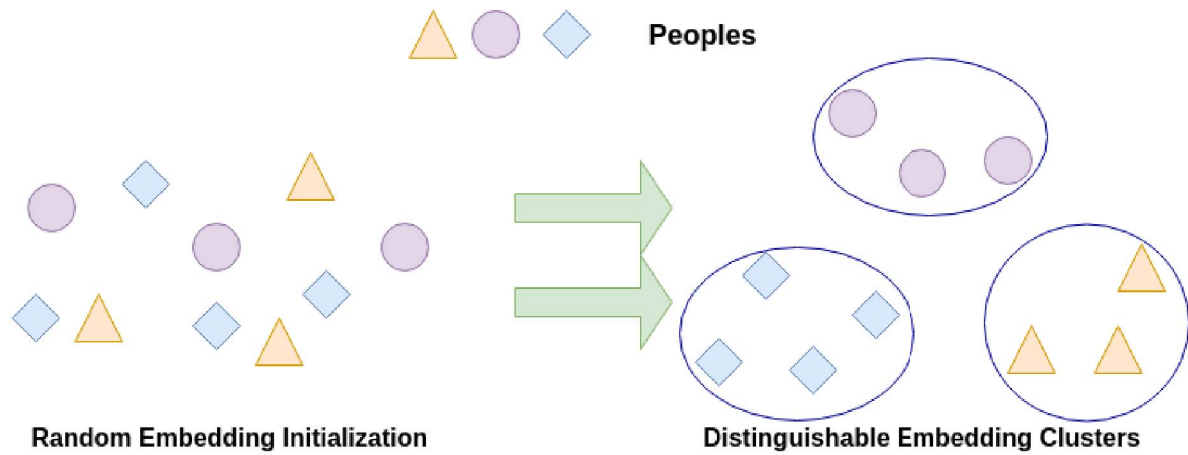 Peoples
Random Embedding Initialization
Distinguishable Embedding Clusters